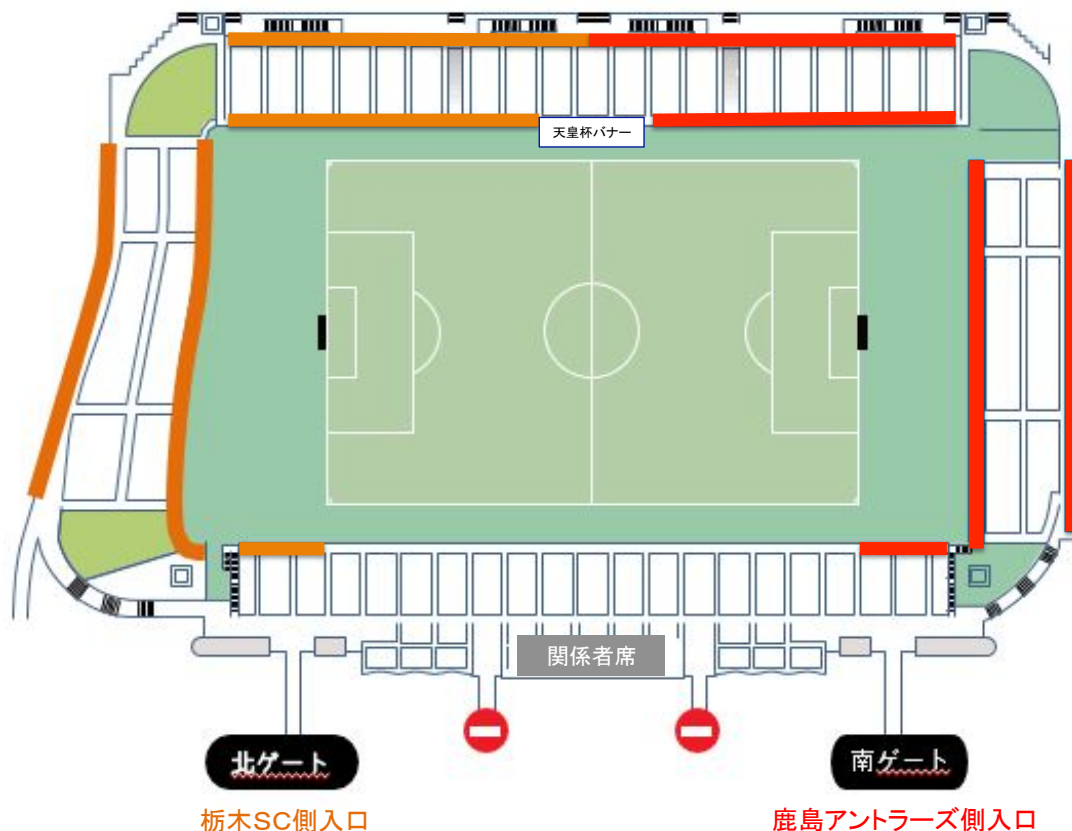 天皇杯バナー
関係者席
北ゲート
南ゲート
栃木SC側入口
鹿島アントラーズ側入口